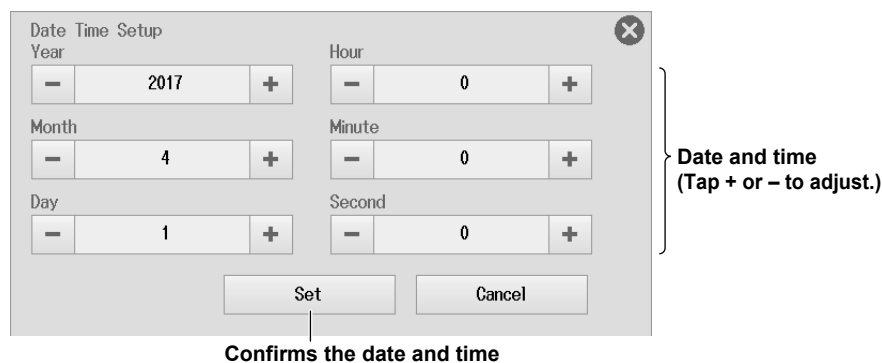 Date Time Setup
Year
Hour
− 2017 +
− 0 +
Month
Minute
− 4 +
− 0 +
Day
Second
− 1 +
− 0 +
Date and time
(Tap + or – to adjust.)
Set
Cancel
Confirms the date and time